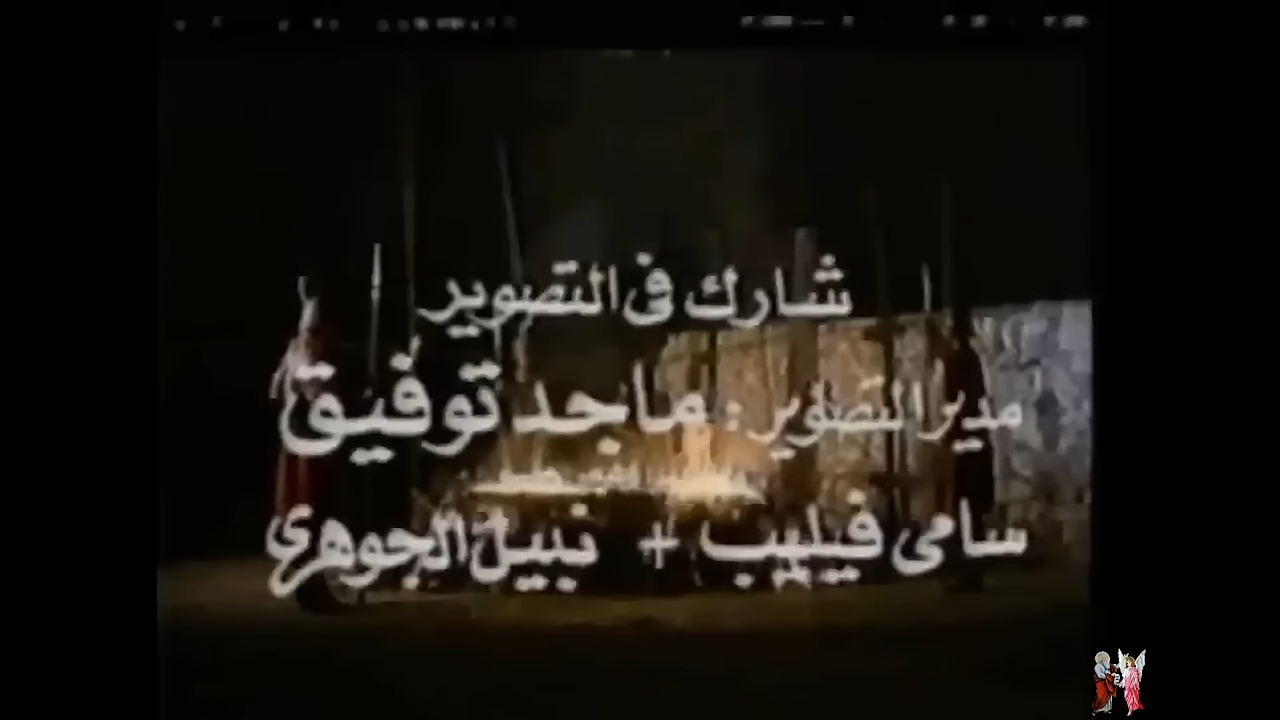 شارك فى التصوير
مدير التصوير : ماجد توفيق
سامى فيليب + نبيل الجوهرى